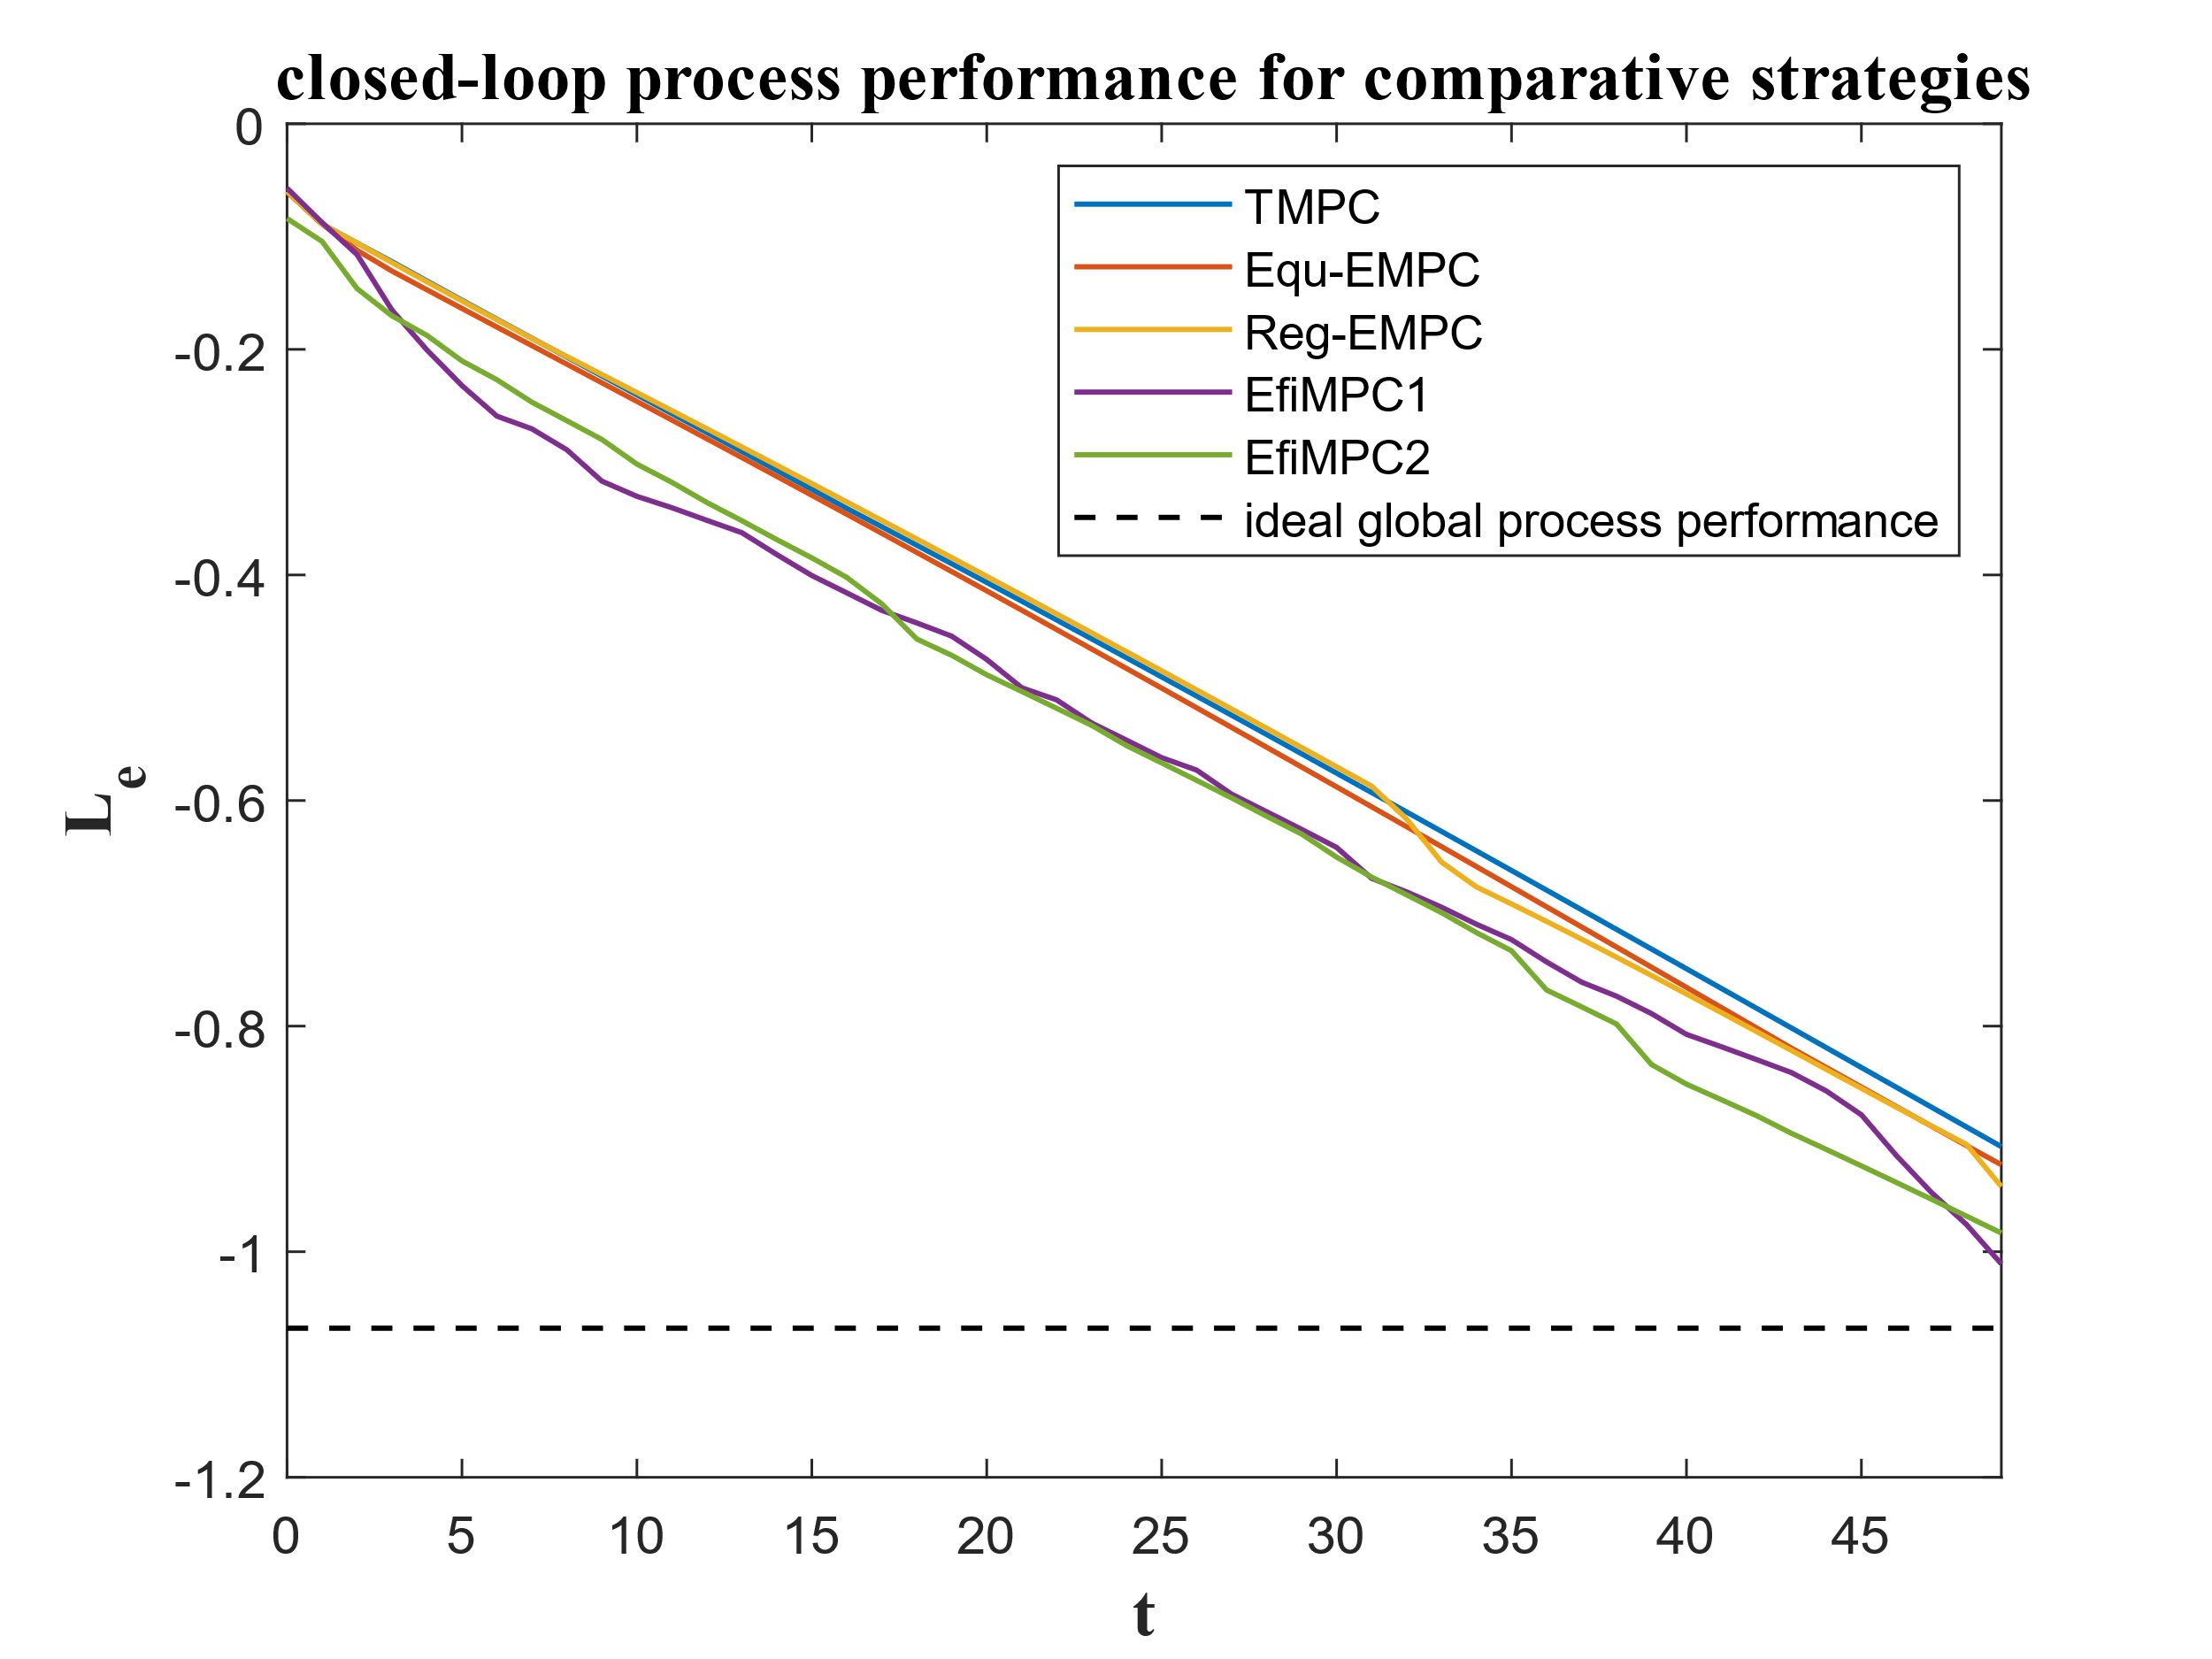 closed-loop process performance for comparative strategies
0
-0.2
-0.4
-0.6
-0.8
-1
-1.2
L e
TMPC
Equ-EMPC
Reg-EMPC
EfiMPC1
EfiMPC2
ideal global process performance
0 5 10 15 20 25 30 35 40 45
t